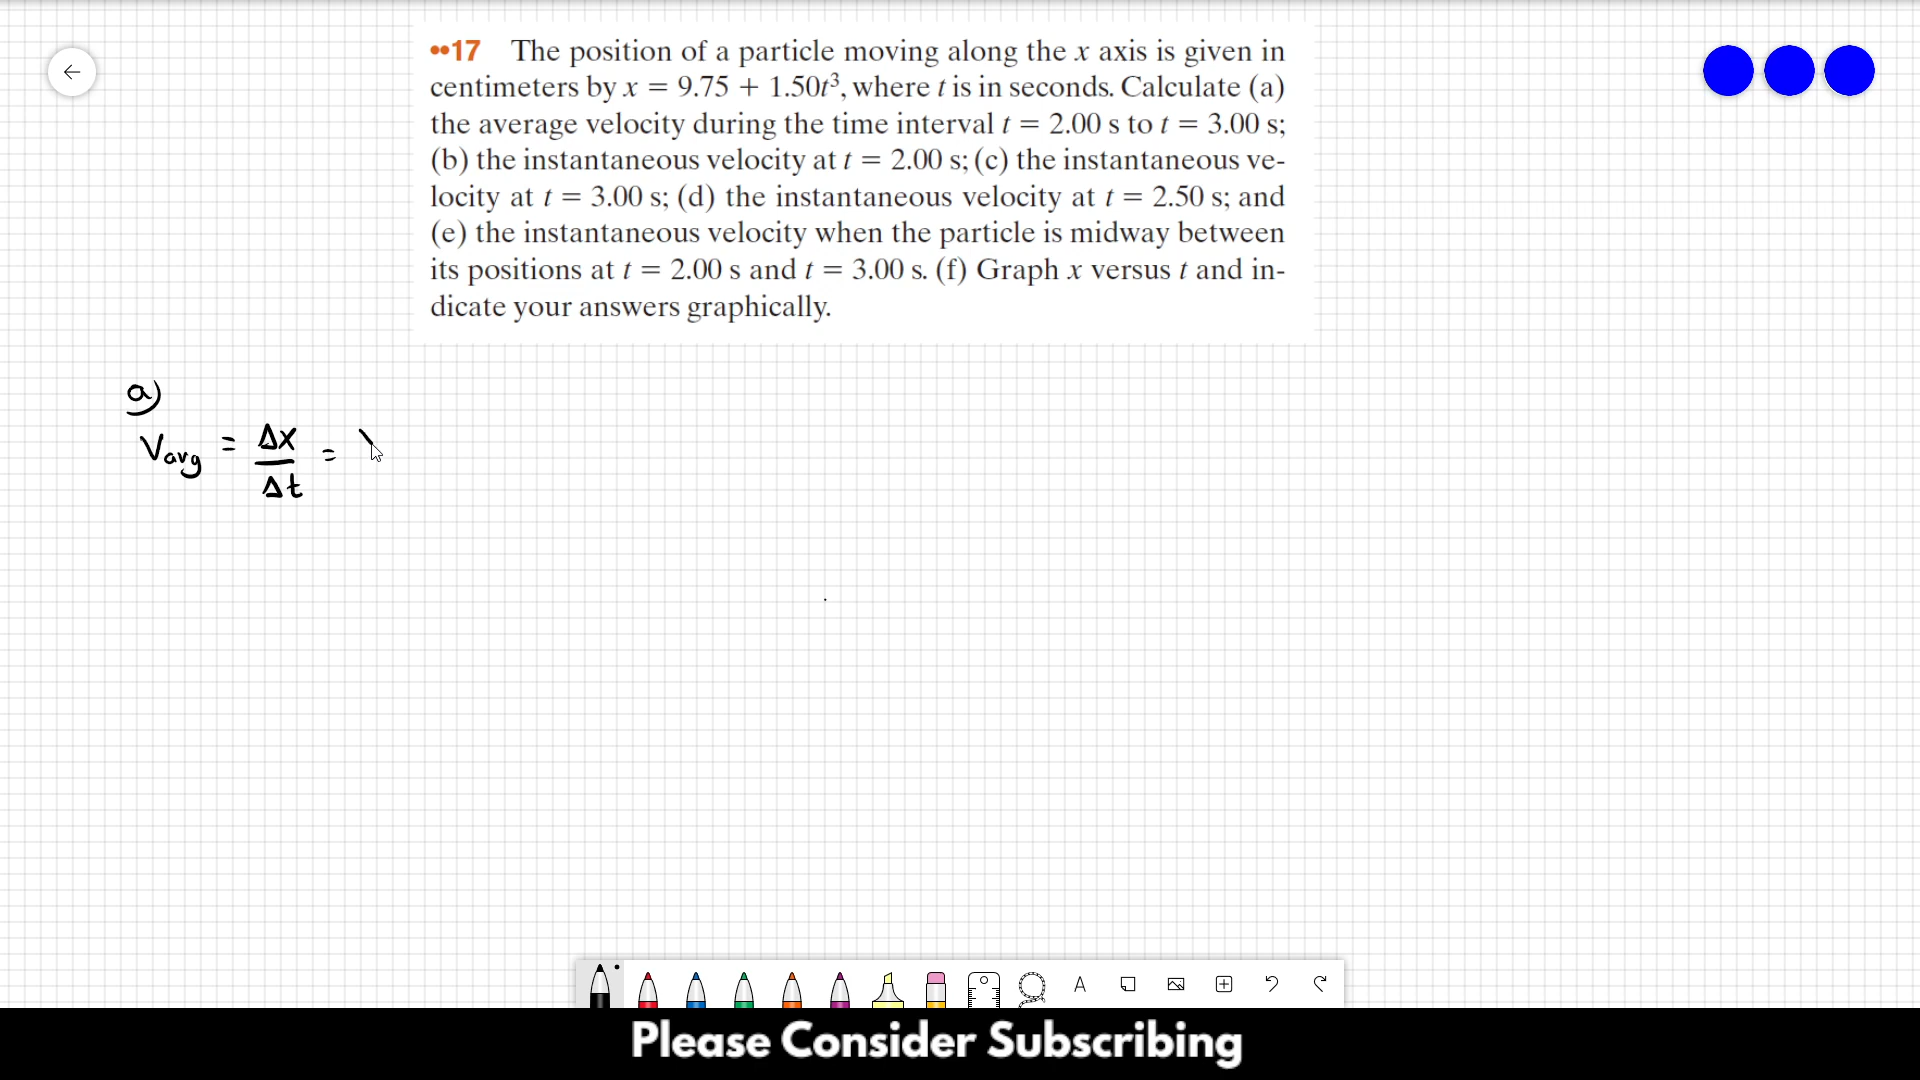 ••17 The position of a particle moving along the x axis is given in
centimeters by x = 9.75 + 1.50t³, where t is in seconds. Calculate (a)
the average velocity during the time interval t = 2.00 s to t = 3.00 s;
(b) the instantaneous velocity at t = 2.00 s; (c) the instantaneous ve-
locity at t = 3.00 s; (d) the instantaneous velocity at t = 2.50 s; and
(e) the instantaneous velocity when the particle is midway between
its positions at t = 2.00 s and t = 3.00 s. (f) Graph x versus t and in-
dicate your answers graphically.
a)
Vavg = Δx/Δt =
A
Please Consider Subscribing